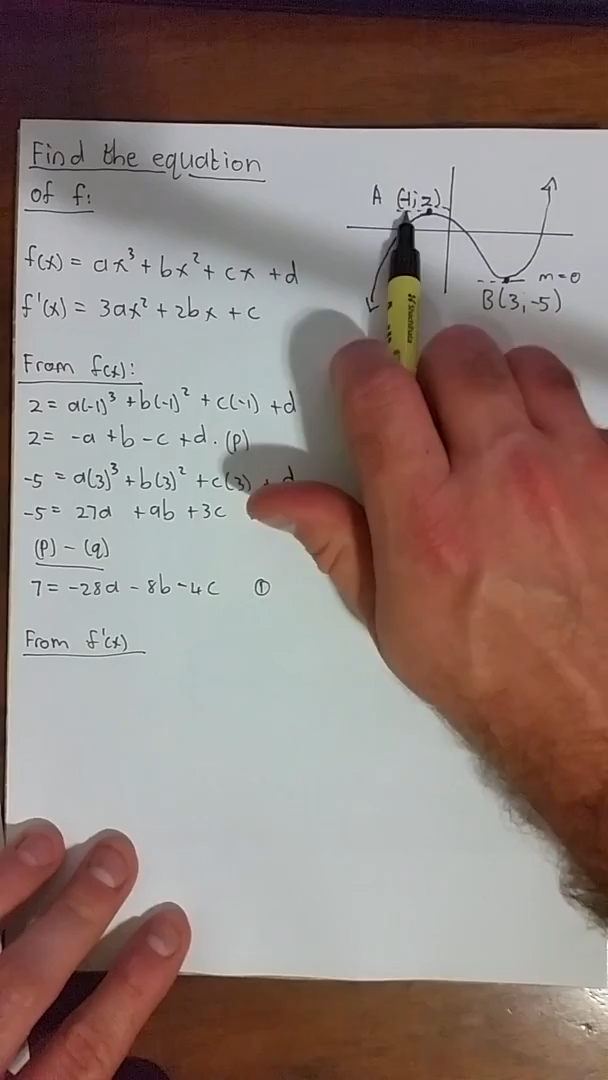 Find the equation
of f:
A (-1; 2)
m=0
B(3,-5)
f(x) = ax³ + bx² + cx + d
f'(x) = 3ax² + 2bx + c
From f(x):
2 = a(-1)³ + b(-1)² + c(-1) + d
2 = -a + b - c + d. (P)
-5 = a(3)³ + b(3)² + c(3) + d
-5 = 27a + 9b + 3c
(P) - (q)
7 = -28a - 8b - 4c ①
From f'(x)